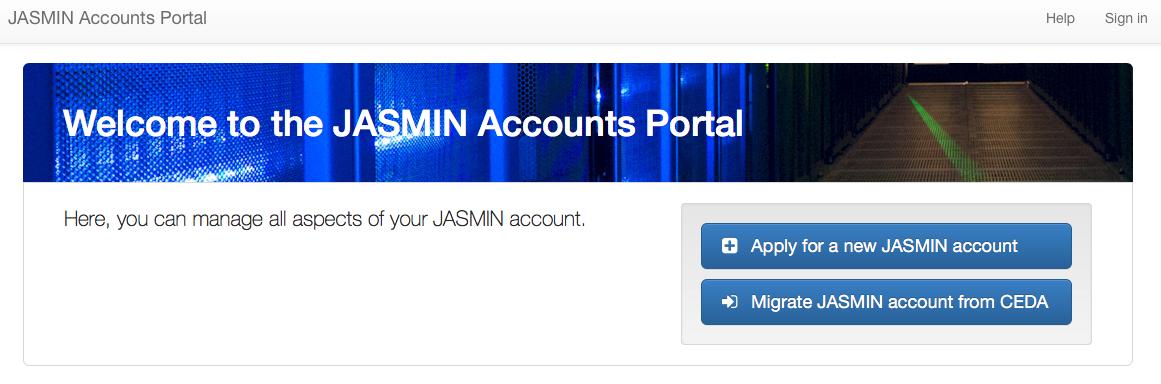 JASMIN Accounts Portal
Help
Sign in
Welcome to the JASMIN Accounts Portal
Here, you can manage all aspects of your JASMIN account.
Apply for a new JASMIN account
Migrate JASMIN account from CEDA